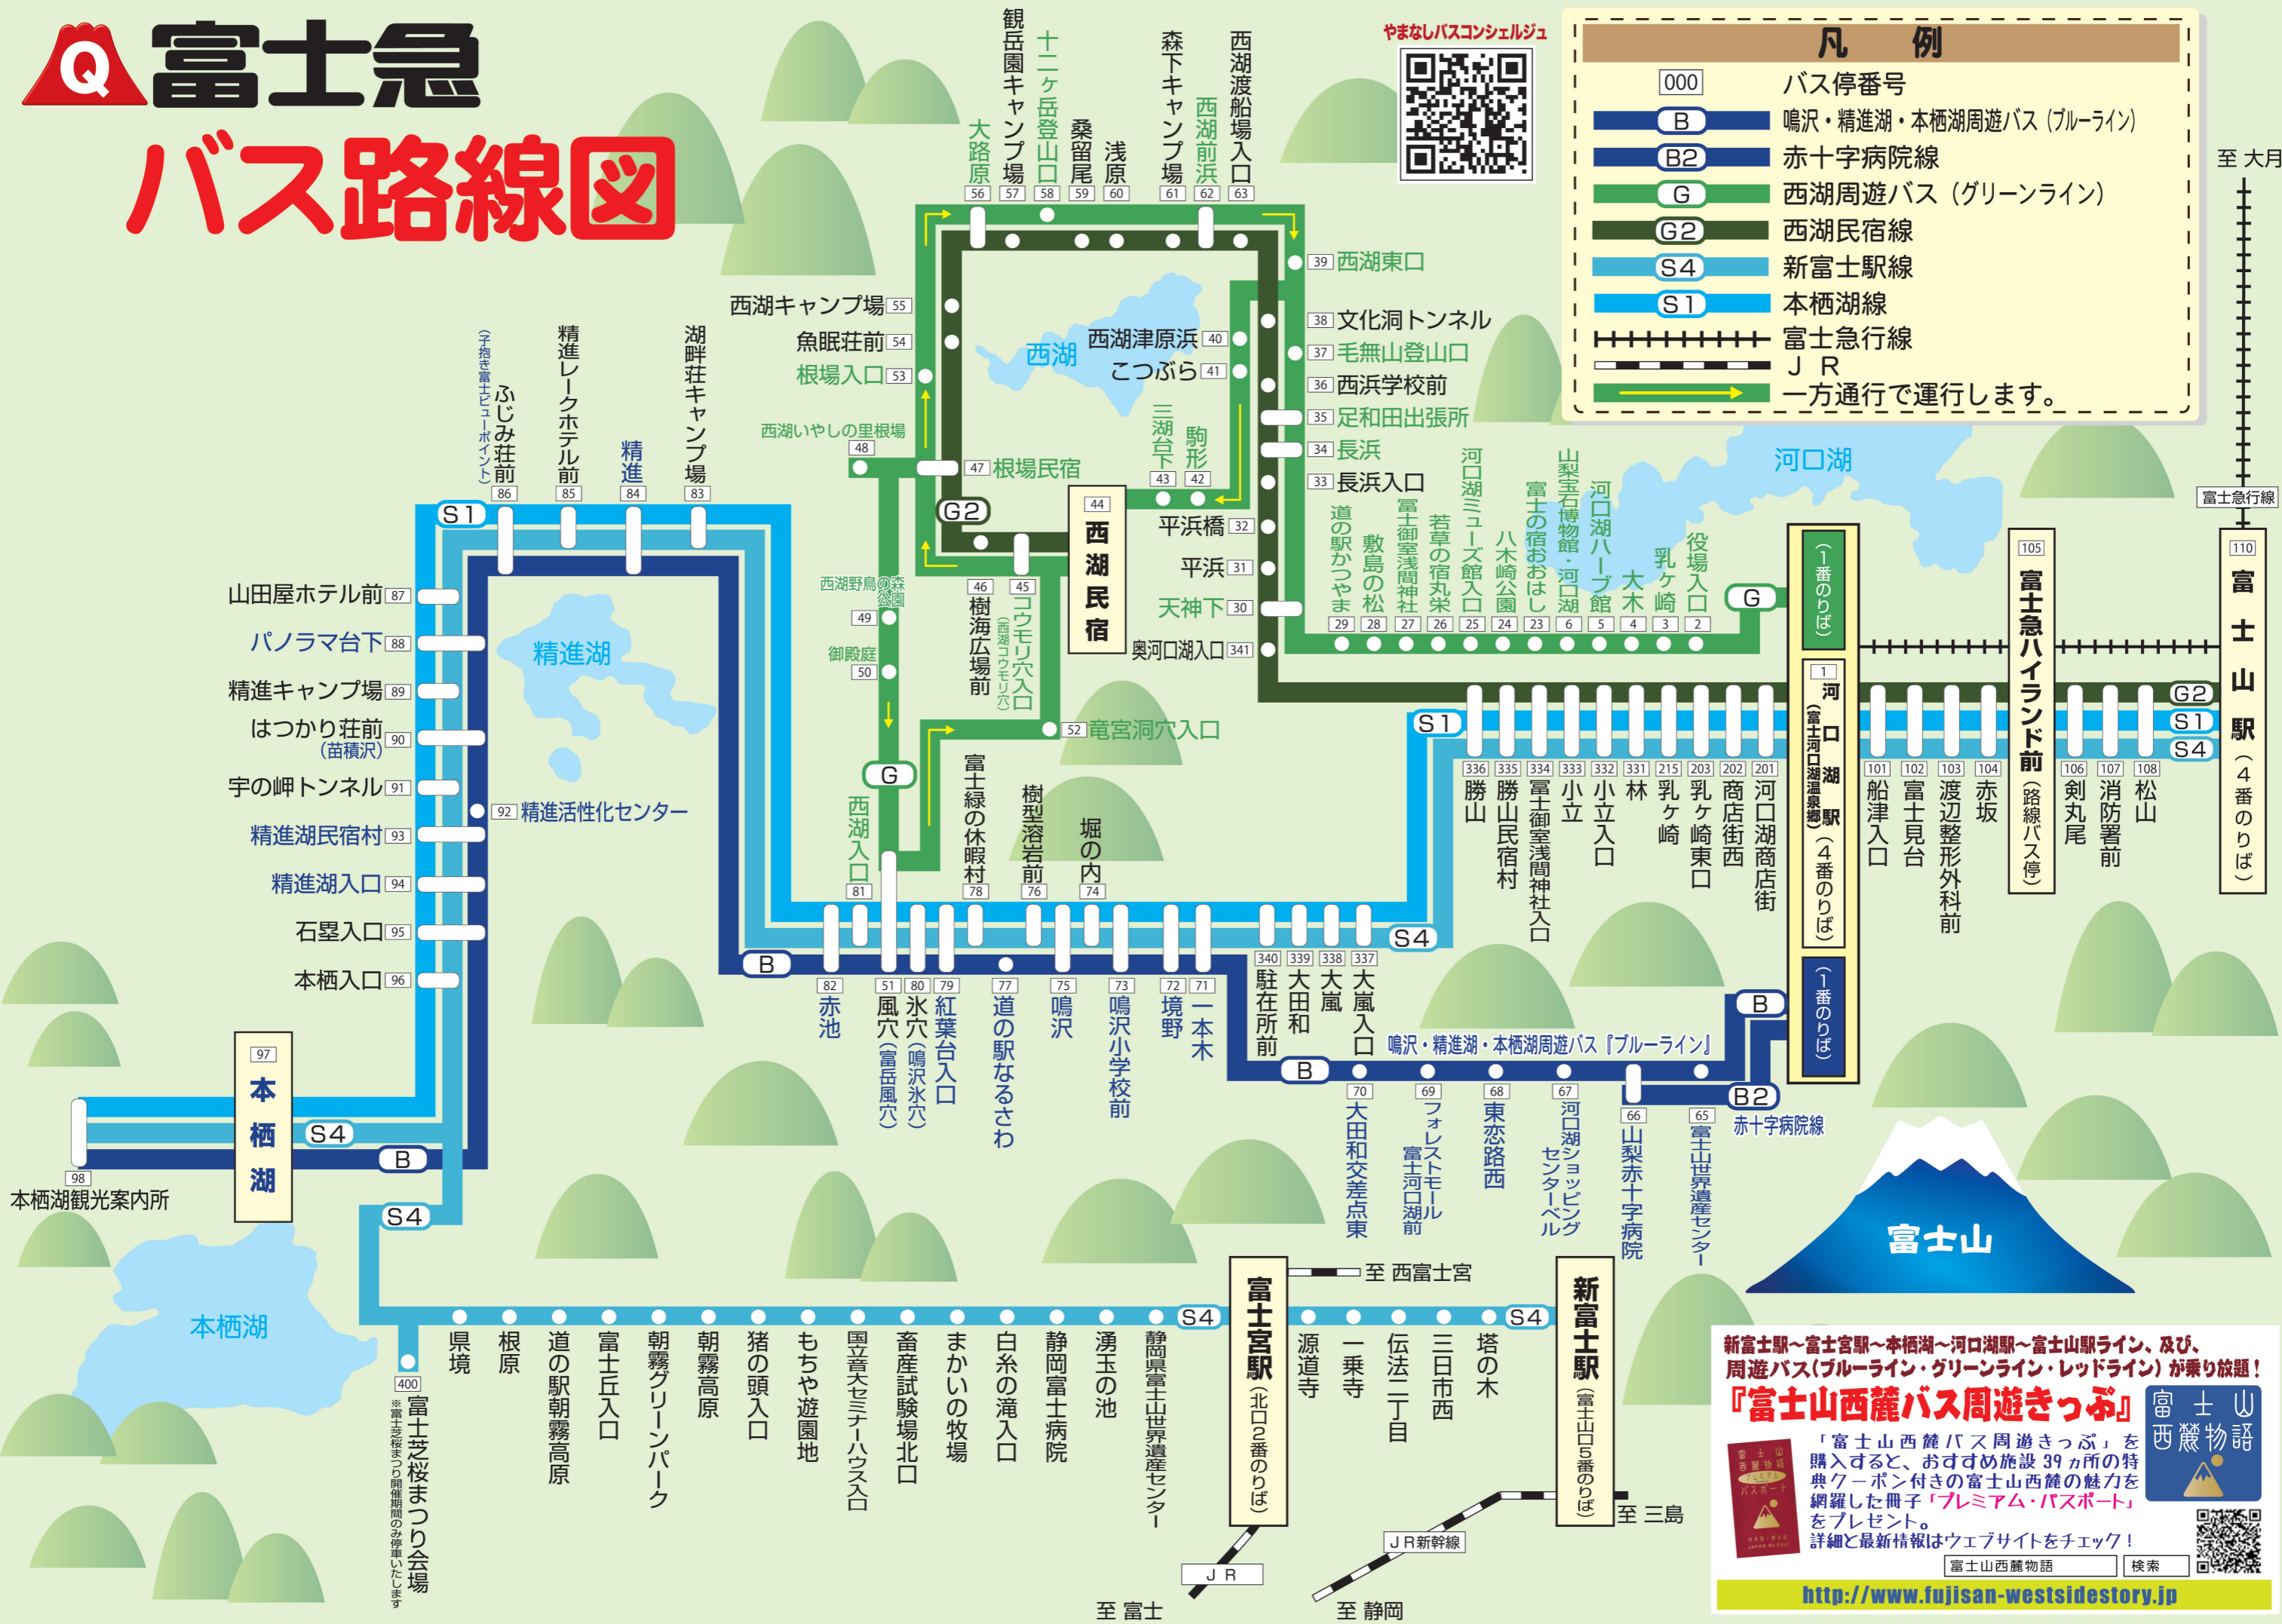 富士急
バス路線図
やまなしバスコンシェルジュ
凡　例
000 バス停番号
B 鳴沢・精進湖・本栖湖周遊バス（ブルーライン）
B2 赤十字病院線
G 西湖周遊バス（グリーンライン）
G2 西湖民宿線
S4 新富士駅線
S1 本栖湖線
富士急行線
ＪＲ
一方通行で運行します。
至 大月
富士急行線
56 大路原
57 観岳園キャンプ場
58 十二ヶ岳登山口
59 桑留尾
60 浅原
61 森下キャンプ場
62 西湖前浜
63 西湖渡船場入口
39 西湖東口
38 文化洞トンネル
37 毛無山登山口
36 西浜学校前
35 足和田出張所
34 長浜
33 長浜入口
平浜橋 32
平浜 31
天神下 30
奥河口湖入口 341
西湖キャンプ場 55
魚眠荘前 54
根場入口 53
西湖いやしの里根場
48
47 根場民宿
西湖
西湖津原浜 40
こつぶら 41
三湖台下 43
駒形 42
44 西湖民宿
G2
46 樹海広場前
45 コウモリ穴入口
（西湖コウモリ穴）
西湖野鳥の森公園
49
御殿庭
50
52 竜宮洞穴入口
G
29 道の駅かつやま
28 敷島の松
27 富士御室浅間神社
26 若草の宿丸栄
25 河口湖ミューズ館入口
24 八木崎公園
23 富士の宿おおはし
6 山梨宝石博物館・河口湖
5 河口湖ハーブ館
4 大木
3 乳ヶ崎
2 役場入口
G
河口湖
（1番のりば）
1 河口湖駅（4番のりば）
（富士河口湖温泉郷）
（1番のりば）
105 富士急ハイランド前（路線バス停）
110 富士山駅（４番のりば）
G2
S1
S4
S1
336 勝山
335 勝山民宿村
334 冨士御室浅間神社入口
333 小立
332 小立入口
331 林
215 乳ヶ崎
203 乳ヶ崎東口
202 商店街西
201 河口湖商店街
101 船津入口
102 富士見台
103 渡辺整形外科前
104 赤坂
106 剣丸尾
107 消防署前
108 松山
S1
86 ふじみ荘前
（子抱き富士ビューポイント）
85 精進レークホテル前
84 精進
83 湖畔荘キャンプ場
山田屋ホテル前 87
パノラマ台下 88
精進キャンプ場 89
はつかり荘前 90
（苗積沢）
宇の岬トンネル 91
92 精進活性化センター
精進湖民宿村 93
精進湖入口 94
石塁入口 95
本栖入口 96
精進湖
97 本栖湖
S4
B
98
本栖湖観光案内所
S4
本栖湖
B
西湖入口
81
富士緑の休暇村
78
樹型溶岩前
76
堀の内
74
S4
82 赤池
51 風穴（富岳風穴）
80 氷穴（鳴沢氷穴）
79 紅葉台入口
77 道の駅なるさわ
75 鳴沢
73 鳴沢小学校前
72 境野
71 一本木
340 駐在所前
339 大田和
338 大嵐
337 大嵐入口
鳴沢・精進湖・本栖湖周遊バス『ブルーライン』
B
B
B2
赤十字病院線
70 大田和交差点東
69 フォレストモール富士河口湖前
68 東恋路西
67 河口湖ショッピングセンターベル
66 山梨赤十字病院
65 富士山世界遺産センター
富士山
400 富士芝桜まつり会場
※富士芝桜まつり開催期間のみ停車いたします
県境
根原
道の駅朝霧高原
富士丘入口
朝霧グリーンパーク
朝霧高原
猪の頭入口
もちや遊園地
国立音大セミナーハウス入口
畜産試験場北口
まかいの牧場
白糸の滝入口
静岡富士病院
湧玉の池
静岡県富士山世界遺産センター
S4
富士宮駅（北口２番のりば）
至 西富士宮
源道寺
一乗寺
伝法二丁目
三日市西
塔の木
S4
新富士駅（富士山口5番のりば）
ＪＲ
至 富士
ＪＲ新幹線
至 静岡
至 三島
新富士駅～富士宮駅～本栖湖～河口湖駅～富士山駅ライン、及び、
周遊バス（ブルーライン・グリーンライン・レッドライン）が乗り放題！
『富士山西麓バス周遊きっぷ』
富士山
西麓物語
「富士山西麓バス周遊きっぷ」を
購入すると、おすすめ施設39ヵ所の特
典クーポン付きの富士山西麓の魅力を
網羅した冊子「プレミアム・パスポート」
をプレゼント。
詳細と最新情報はウェブサイトをチェック！
富士山
西麓物語
プレミアム
パスポート
富士山西麓物語 検索
http://www.fujisan-westsidestory.jp